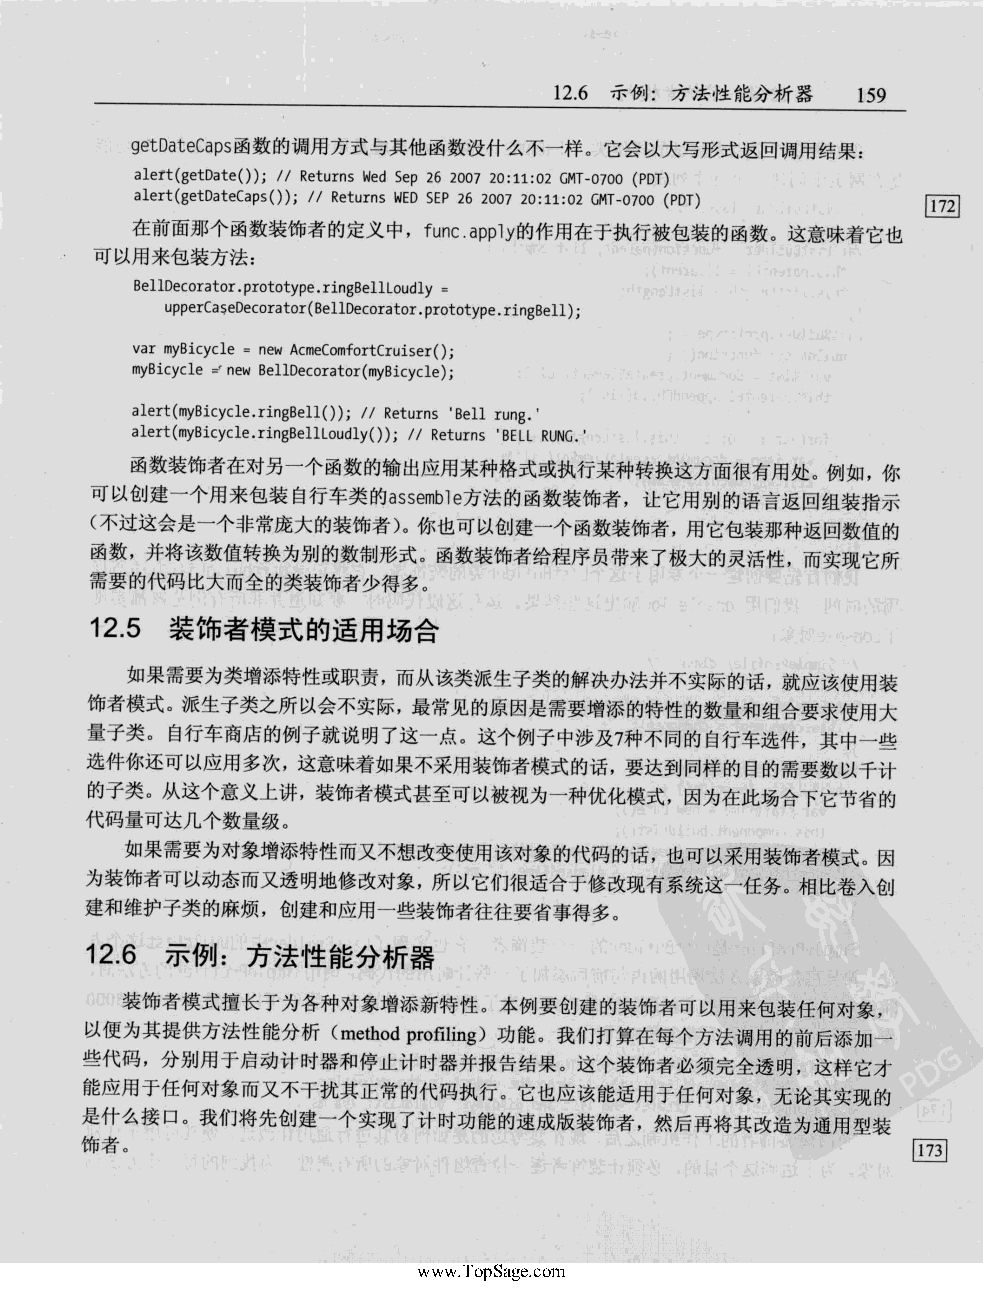 12.6 示例：方法性能分析器 159
getDateCaps函数的调用方式与其他函数没什么不一样。它会以大写形式返回调用结果：
alert(getDate()); // Returns Wed Sep 26 2007 20:11:02 GMT-0700 (PDT)
alert(getDateCaps()); // Returns WED SEP 26 2007 20:11:02 GMT-0700 (PDT)
172
在前面那个函数装饰者的定义中，func.apply的作用在于执行被包装的函数。这意味着它也
可以用来包装方法：
BellDecorator.prototype.ringBellLoudly =
upperCaseDecorator(BellDecorator.prototype.ringBell);
var myBicycle = new AcmeComfortCruiser();
myBicycle = new BellDecorator(myBicycle);
alert(myBicycle.ringBell()); // Returns 'Bell rung.'
alert(myBicycle.ringBellLoudly()); // Returns 'BELL RUNG.'
函数装饰者在对另一个函数的输出应用某种格式或执行某种转换这方面很有用处。例如，你
可以创建一个用来包装自行车类的assemble方法的函数装饰者，让它用别的语言返回组装指示
（不过这会是一个非常庞大的装饰者）。你也可以创建一个函数装饰者，用它包装那种返回数值的
函数，并将该数值转换为别的数制形式。函数装饰者给程序员带来了极大的灵活性，而实现它所
需要的代码比大而全的类装饰者少得多。
12.5 装饰者模式的适用场合
如果需要为类增添特性或职责，而从该类派生子类的解决办法并不实际的话，就应该使用装
饰者模式。派生子类之所以会不实际，最常见的原因是需要增添的特性的数量和组合要求使用大
量子类。自行车商店的例子就说明了这一点。这个例子中涉及7种不同的自行车选件，其中一些
选件你还可以应用多次，这意味着如果不采用装饰者模式的话，要达到同样的目的需要数以千计
的子类。从这个意义上讲，装饰者模式甚至可以被视为一种优化模式，因为在此场合下它节省的
代码量可达几个数量级。
如果需要为对象增添特性而又不想改变使用该对象的代码的话，也可以采用装饰者模式。因
为装饰者可以动态而又透明地修改对象，所以它们很适合于修改现有系统这一任务。相比卷入创
建和维护子类的麻烦，创建和应用一些装饰者往往要省事得多。
12.6 示例：方法性能分析器
装饰者模式擅长于为各种对象增添新特性。本例要创建的装饰者可以用来包装任何对象，
以便为其提供方法性能分析（method profiling）功能。我们打算在每个方法调用的前后添加一
些代码，分别用于启动计时器和停止计时器并报告结果。这个装饰者必须完全透明，这样它才
能应用于任何对象而又不干扰其正常的代码执行。它也应该能适用于任何对象，无论其实现的
是什么接口。我们将先创建一个实现了计时功能的速成版装饰者，然后再将其改造为通用型装
饰者。
173
PDG
www.TopSage.com